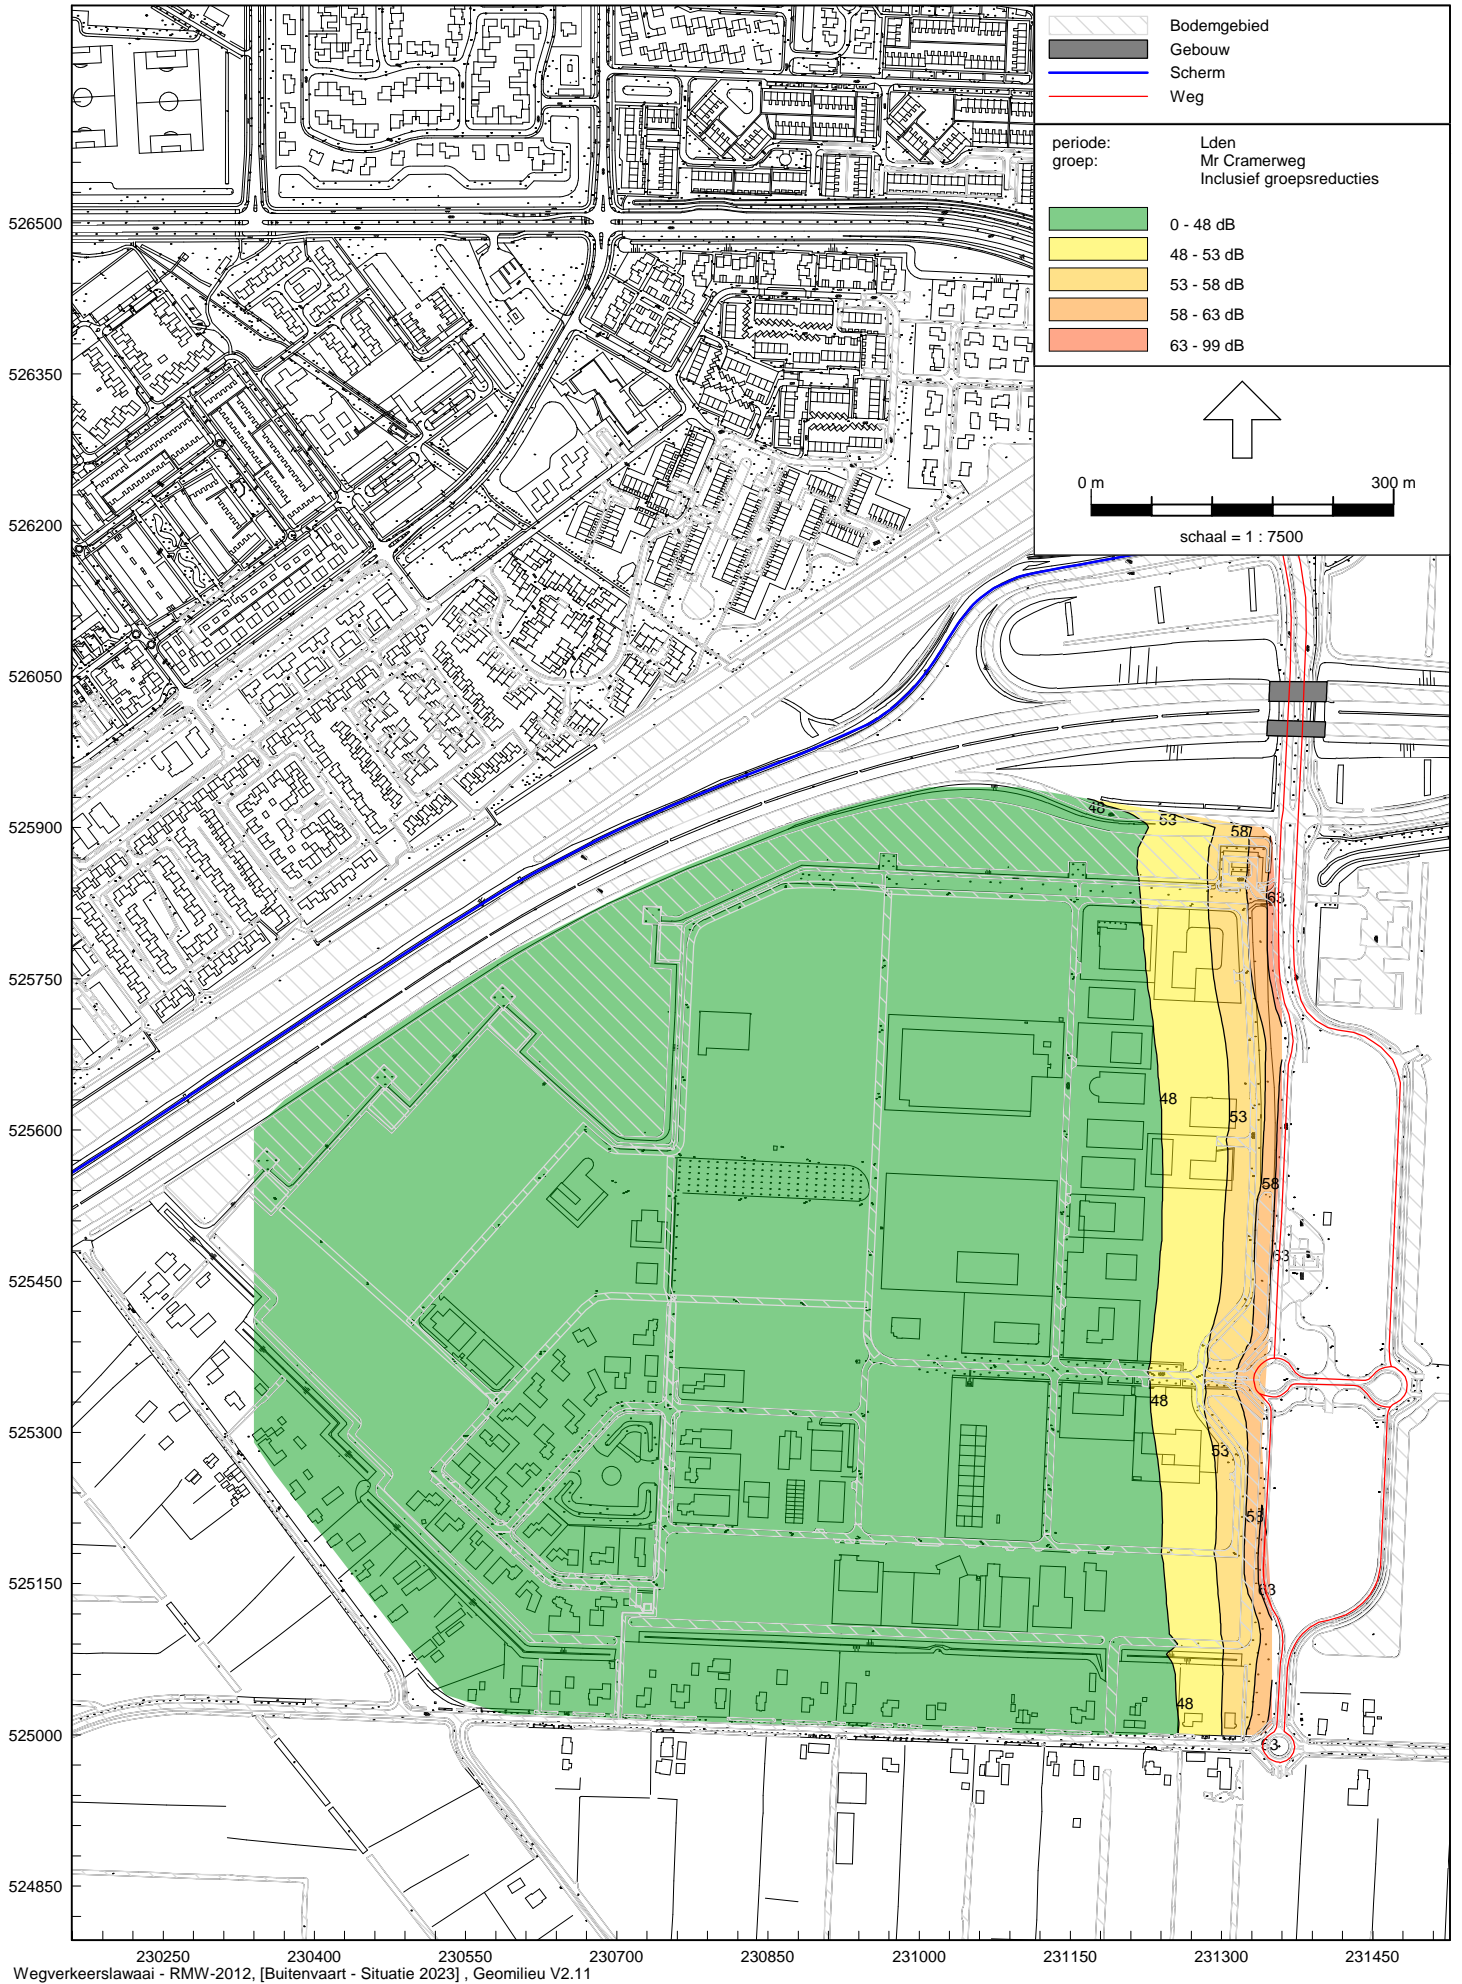 Bodemgebied
Gebouw
Scherm
Weg
periode: Lden
groep: Mr Cramerweg
Inclusief groepsreducties
0 - 48 dB
48 - 53 dB
53 - 58 dB
58 - 63 dB
63 - 99 dB
0 m 300 m
schaal = 1 : 7500
526500
526350
526200
526050
525900
525750
525600
525450
525300
525150
525000
524850
48
53
58
63
48
53
58
63
48
53
58
63
48
63
230250 230400 230550 230700 230850 231000 231150 231300 231450
Wegverkeerslawaai - RMW-2012, [Buitenvaart - Situatie 2023] , Geomilieu V2.11